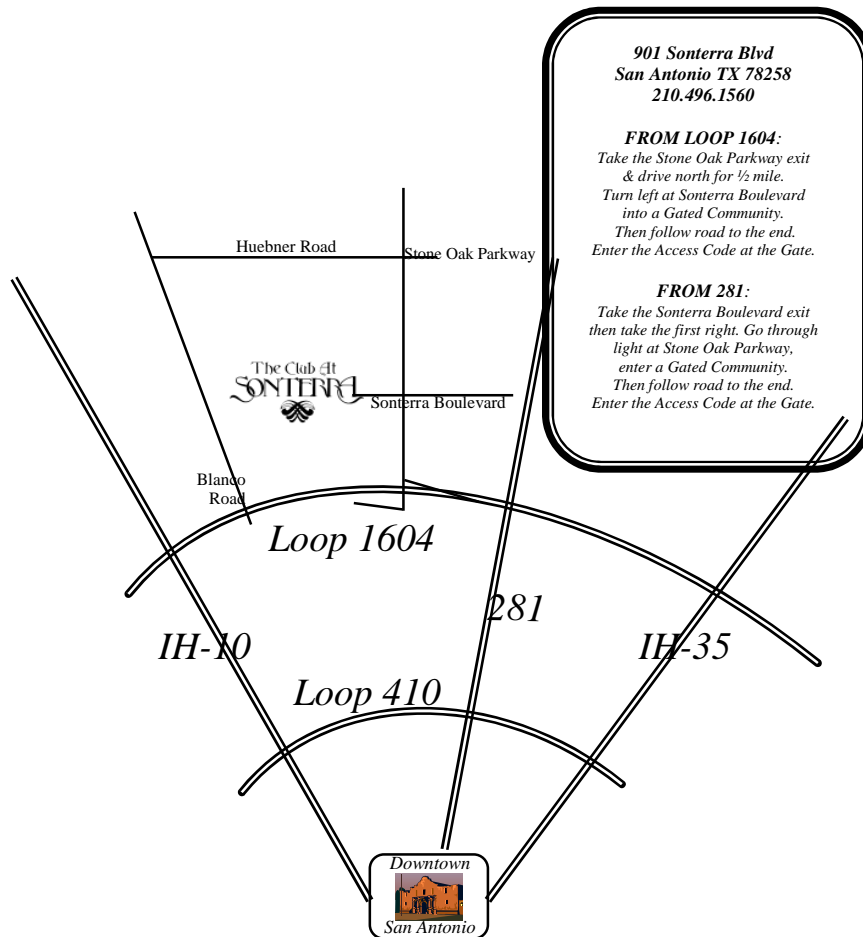 901 Sonterra Blvd
San Antonio TX 78258
210.496.1560
FROM LOOP 1604:
Take the Stone Oak Parkway exit
& drive north for ½ mile.
Turn left at Sonterra Boulevard
into a Gated Community.
Then follow road to the end.
Enter the Access Code at the Gate.
FROM 281:
Take the Sonterra Boulevard exit
then take the first right. Go through
light at Stone Oak Parkway,
enter a Gated Community.
Then follow road to the end.
Enter the Access Code at the Gate.
Huebner Road
Stone Oak Parkway
The Club At
SONTERRA
Sonterra Boulevard
Blanco
Road
Loop 1604
281
IH-10
IH-35
Loop 410
Downtown
San Antonio